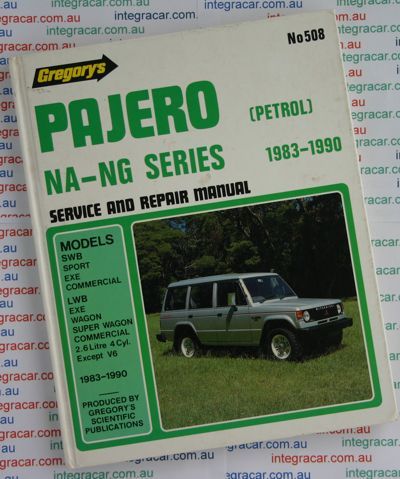 Gregory's
No 508
PAJERO
(PETROL)
NA-NG SERIES
1983-1990
SERVICE AND REPAIR MANUAL
MODELS
SWB
SPORT
EXE
COMMERCIAL
LWB
EXE
WAGON
SUPER WAGON
COMMERCIAL
2.6 Litre 4 Cyl.
Except V6
1983-1990
PRODUCED BY
GREGORY'S
SCIENTIFIC
PUBLICATIONS
integracar.com.au